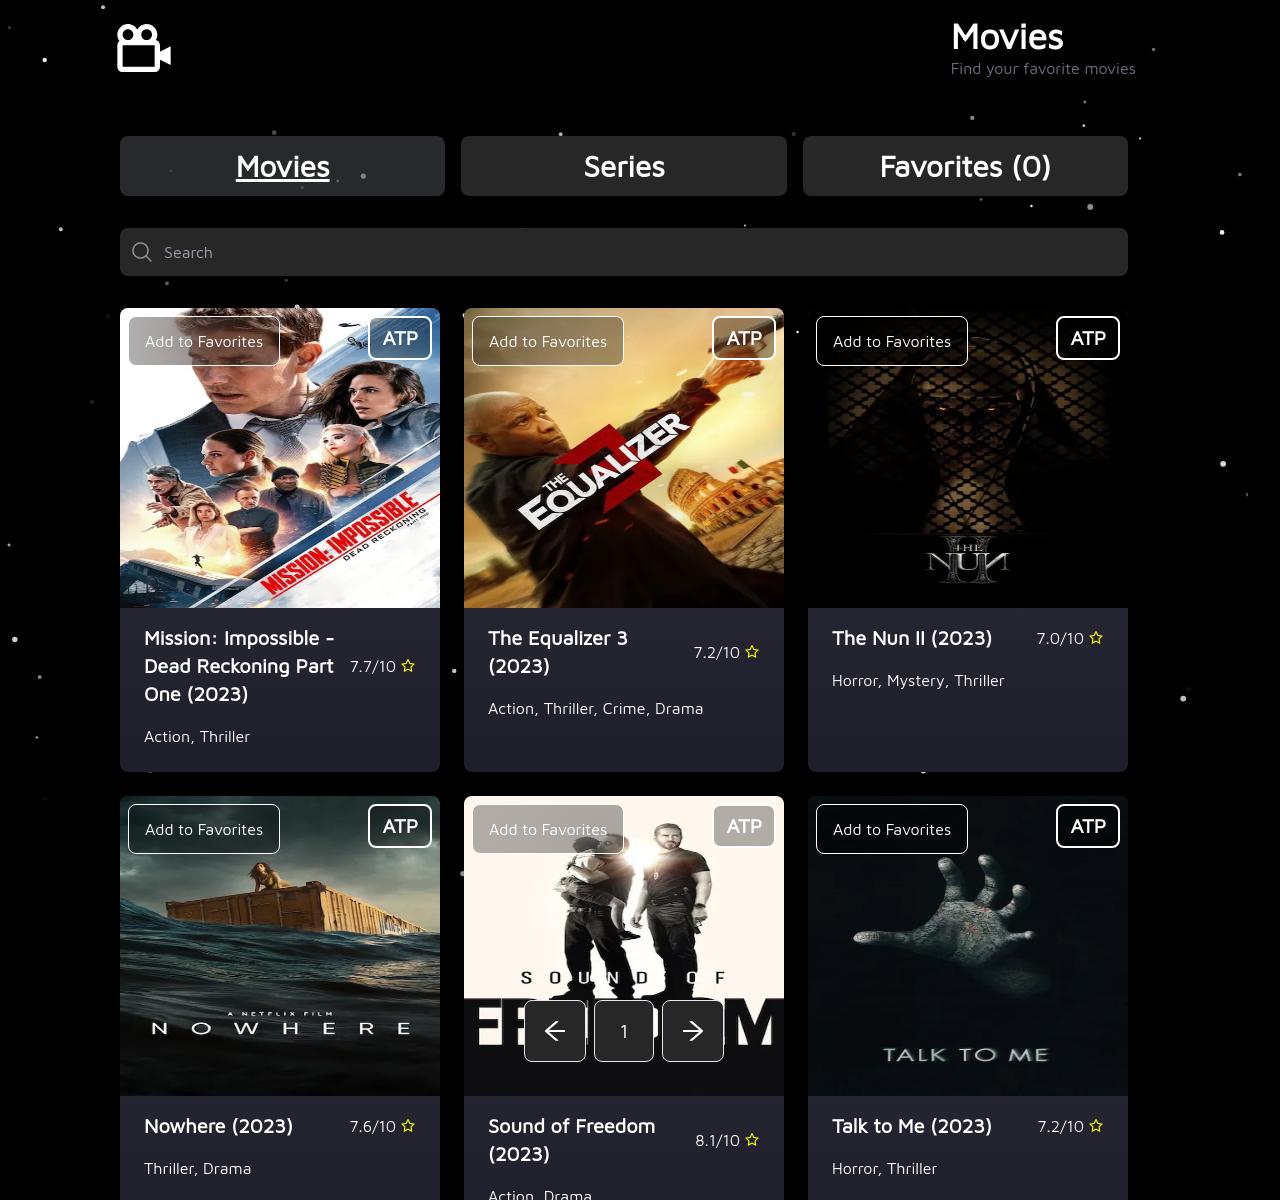 Movies
Find your favorite movies
Movies
Series
Favorites (0)
Search
Add to Favorites
ATP
MISSION: IMPOSSIBLE
DEAD RECKONING
PART ONE
Mission: Impossible -
Dead Reckoning Part
One (2023)
7.7/10
Action, Thriller
Add to Favorites
ATP
THE
EQUALIZER
3
The Equalizer 3
(2023)
7.2/10
Action, Thriller, Crime, Drama
Add to Favorites
ATP
THE
NUN
II
The Nun II (2023)
7.0/10
Horror, Mystery, Thriller
Add to Favorites
ATP
A NETFLIX FILM
NOWHERE
Nowhere (2023)
7.6/10
Thriller, Drama
Add to Favorites
ATP
SOUND OF
1
Sound of Freedom
(2023)
8.1/10
Action, Drama
Add to Favorites
ATP
TALK TO ME
Talk to Me (2023)
7.2/10
Horror, Thriller